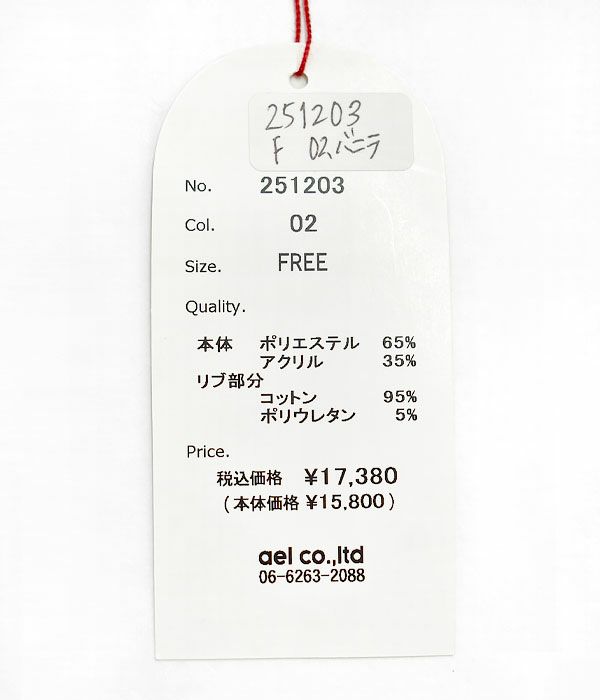 251203
F 02.バニラ
No. 251203
Col. 02
Size. FREE
Quality.
本体 ポリエステル 65%
アクリル 35%
リブ部分
コットン 95%
ポリウレタン 5%
Price.
税込価格 ¥17,380
(本体価格 ¥15,800)
ael co.,ltd
06-6263-2088